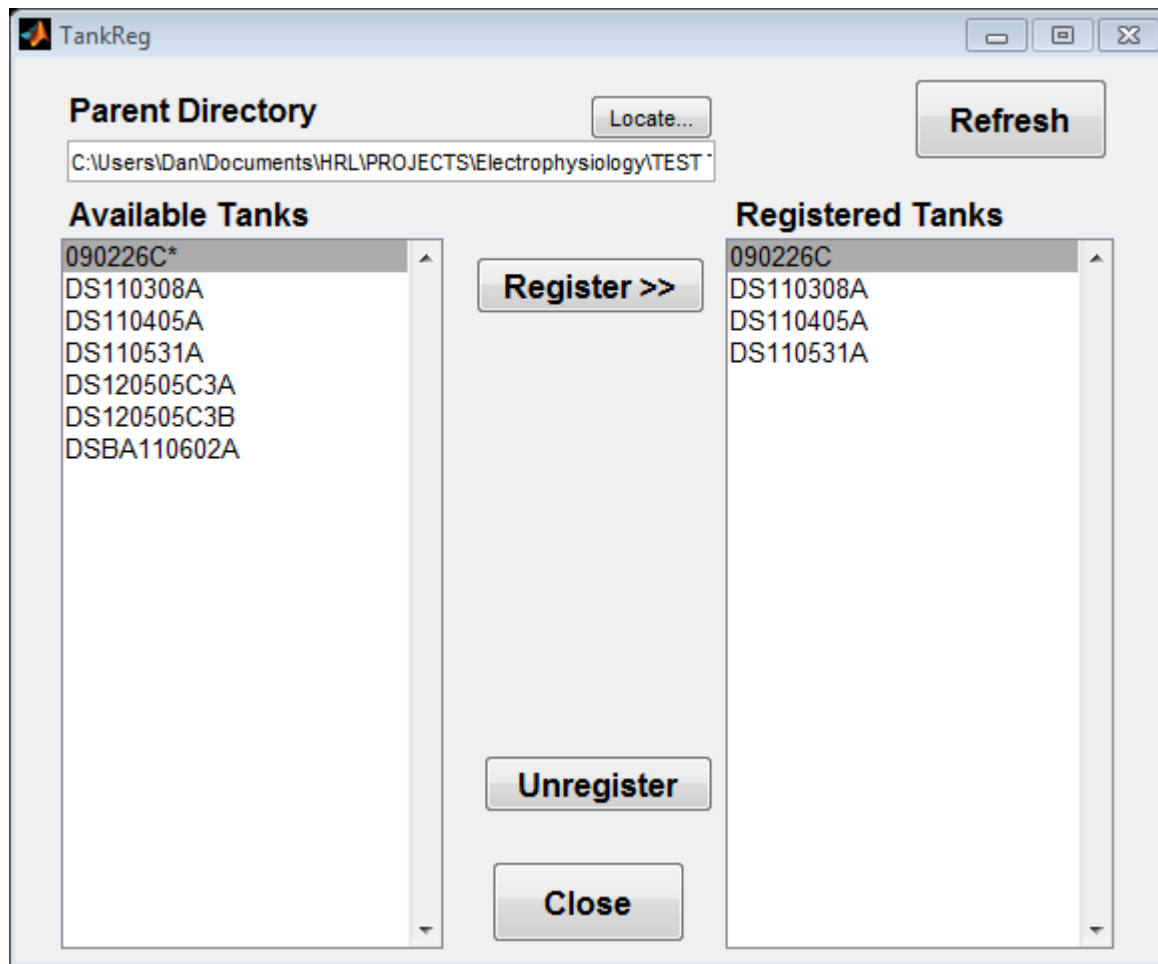 TankReg
Parent Directory
Locate...
Refresh
C:\Users\Dan\Documents\HRL\PROJECTS\Electrophysiology\TEST
Available Tanks
Registered Tanks
090226C*
DS110308A
DS110405A
DS110531A
DS120505C3A
DS120505C3B
DSBA110602A
Register >>
Unregister
Close
090226C
DS110308A
DS110405A
DS110531A